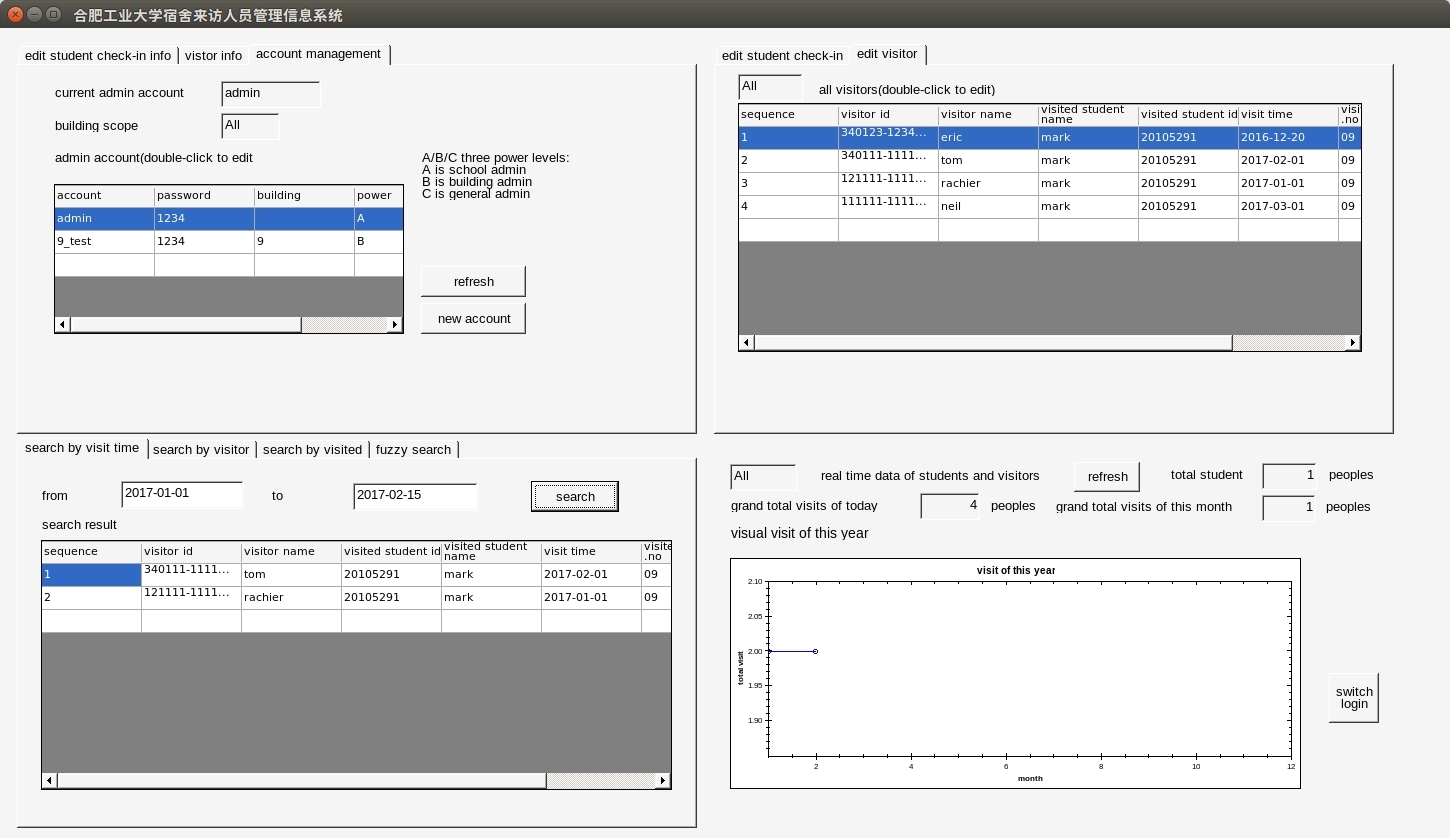 合肥工业大学宿舍来访人员管理信息系统
edit student check-in info vistor info account management
current admin account admin
building scope All
admin account(double-click to edit
A/B/C three power levels:
A is school admin
B is building admin
C is general admin
account password building power
admin 1234 A
9_test 1234 9 B
refresh
new account
edit student check-in edit visitor
All all visitors(double-click to edit)
sequence visitor id visitor name visited student name visited student id visit time visi .no
1 340123-1234... eric mark 20105291 2016-12-20 09
2 340111-1111... tom mark 20105291 2017-02-01 09
3 121111-1111... rachier mark 20105291 2017-01-01 09
4 111111-1111... neil mark 20105291 2017-03-01 09
search by visit time search by visitor search by visited fuzzy search
from 2017-01-01 to 2017-02-15 search
search result
sequence visitor id visitor name visited student id visited student name visit time visite .no
1 340111-1111... tom 20105291 mark 2017-02-01 09
2 121111-1111... rachier 20105291 mark 2017-01-01 09
All real time data of students and visitors refresh total student 1 peoples
grand total visits of today 4 peoples grand total visits of this month 1 peoples
visual visit of this year
visit of this year
2.10
2.05
2.00
1.95
1.90
total visit
2 4 6 8 10 12
month
switch
login